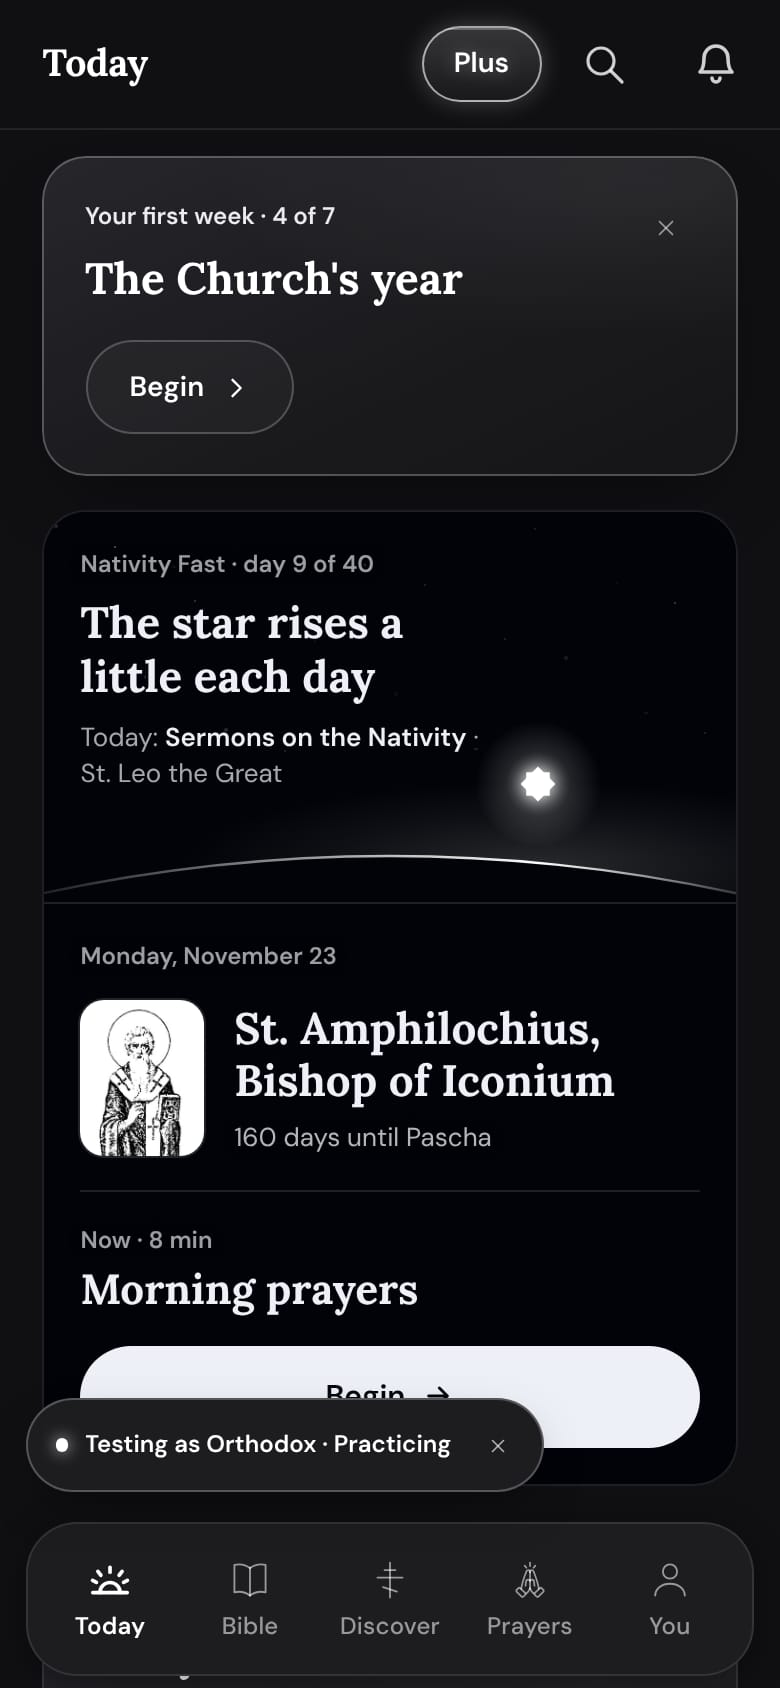 Today
Plus
Your first week · 4 of 7
The Church's year
Begin
Nativity Fast · day 9 of 40
The star rises a
little each day
Today: Sermons on the Nativity ·
St. Leo the Great
Monday, November 23
St. Amphilochius,
Bishop of Iconium
160 days until Pascha
Now · 8 min
Morning prayers
Begin →
Testing as Orthodox · Practicing
Today
Bible
Discover
Prayers
You